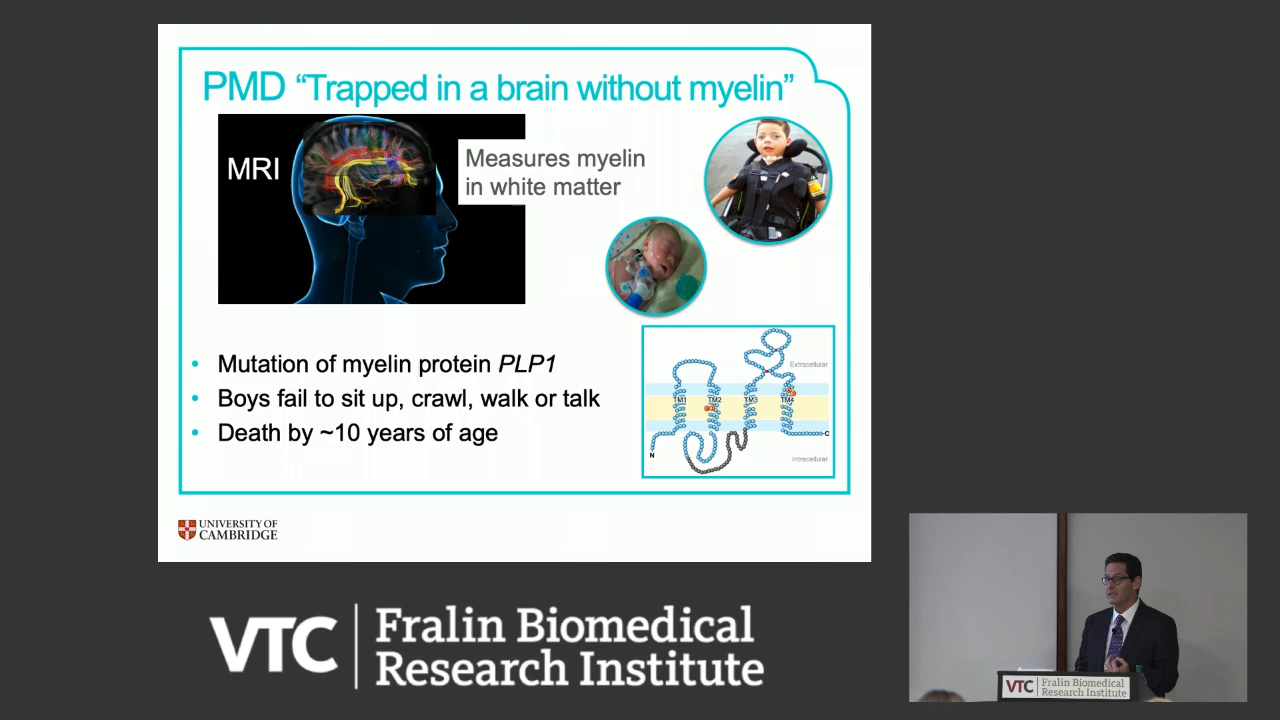 PMD “Trapped in a brain without myelin”
MRI
Measures myelin
in white matter
• Mutation of myelin protein PLP1
• Boys fail to sit up, crawl, walk or talk
• Death by ~10 years of age
Extracellular
TM1 TM2 TM3 TM4
N
C
Intracellular
UNIVERSITY OF
CAMBRIDGE
VTC Fralin Biomedical
Research Institute
VTC Fralin Biomedical
Research Institute